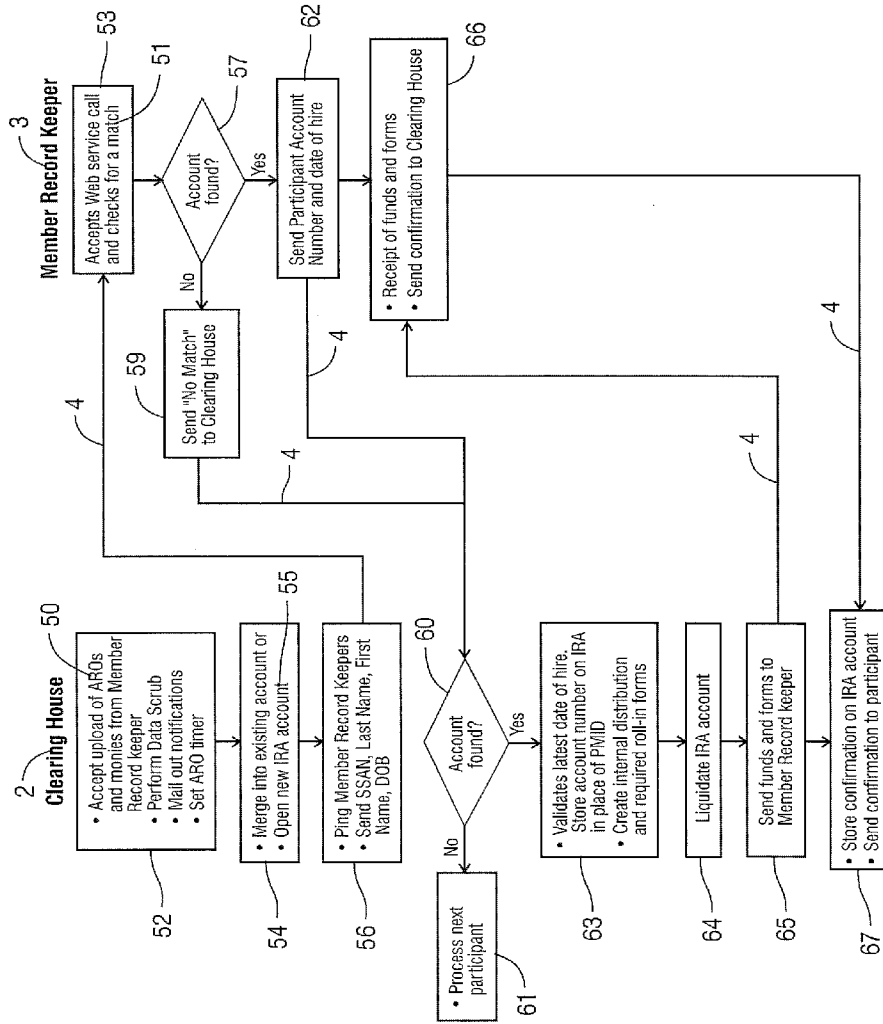 2
Clearing House
50
• Accept upload of AROs
and monies from Member
Record Keeper
• Perform Data Scrub
• Mail out notifications
• Set ARO timer
52
• Merge into existing account or
• Open new IRA account
55
54
• Ping Member Record Keepers
• Send SSAN, Last Name, First
Name, DOB
56
4
3
Member Record Keeper
53
Accepts Web service call
and checks for a match
51
Account
found?
57
No
Yes
59
Send "No Match"
to Clearing House
4
62
Send Participant Account
Number and date of hire
4
66
• Receipt of funds and forms
• Send confirmation to Clearing House
60
Account
found?
No
Yes
• Process next
participant
61
• Validates latest date of hire.
Store account number on IRA
in place of PMID
• Create internal distribution
and required roll-in forms
63
Liquidate IRA account
64
Send funds and forms to
Member Record keeper
65
4
4
• Store confirmation on IRA account
• Send confirmation to participant
67